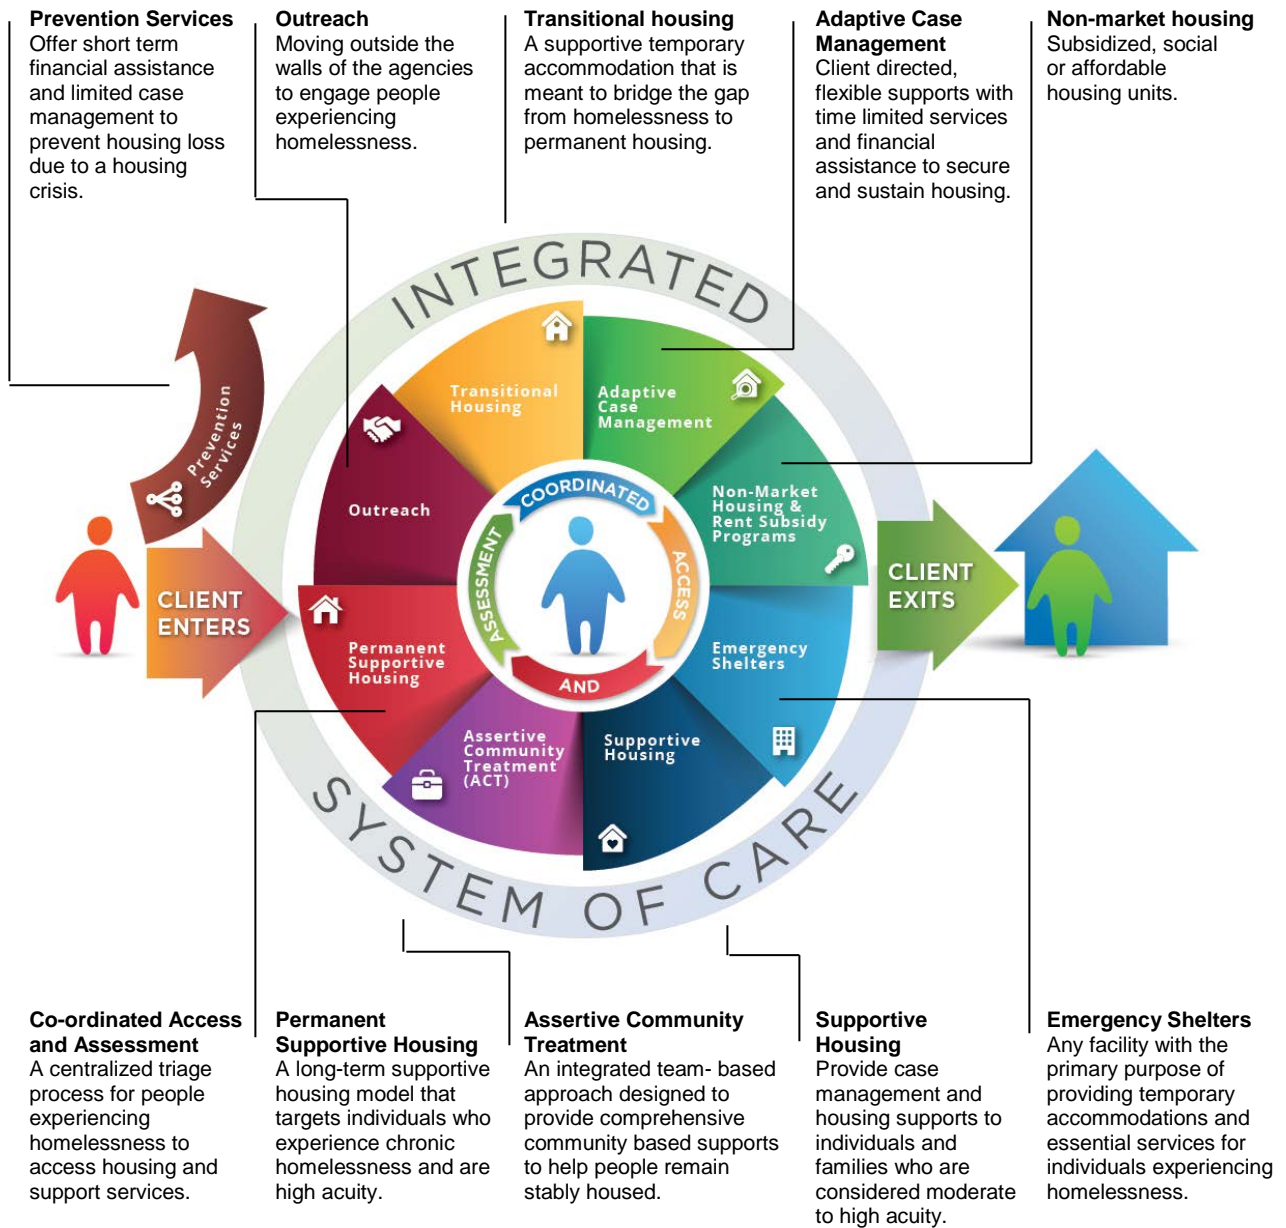 Prevention Services
Offer short term
financial assistance
and limited case
management to
prevent housing loss
due to a housing
crisis.
Outreach
Moving outside the
walls of the agencies
to engage people
experiencing
homelessness.
Transitional housing
A supportive temporary
accommodation that is
meant to bridge the gap
from homelessness to
permanent housing.
Adaptive Case
Management
Client directed,
flexible supports with
time limited services
and financial
assistance to secure
and sustain housing.
Non-market housing
Subsidized, social
or affordable
housing units.
INTEGRATED
Prevention
Services
Transitional
Housing
Adaptive
Case
Management
Outreach
Non-Market
Housing &
Rent Subsidy
Programs
COORDINATED
ACCESS
AND
ASSESSMENT
CLIENT
ENTERS
CLIENT
EXITS
Permanent
Supportive
Housing
Emergency
Shelters
Assertive
Community
Treatment
(ACT)
Supportive
Housing
SYSTEM OF CARE
Co-ordinated Access
and Assessment
A centralized triage
process for people
experiencing
homelessness to
access housing and
support services.
Permanent
Supportive Housing
A long-term supportive
housing model that
targets individuals who
experience chronic
homelessness and are
high acuity.
Assertive Community
Treatment
An integrated team- based
approach designed to
provide comprehensive
community based supports
to help people remain
stably housed.
Supportive
Housing
Provide case
management and
housing supports to
individuals and
families who are
considered moderate
to high acuity.
Emergency Shelters
Any facility with the
primary purpose of
providing temporary
accommodations and
essential services for
individuals experiencing
homelessness.